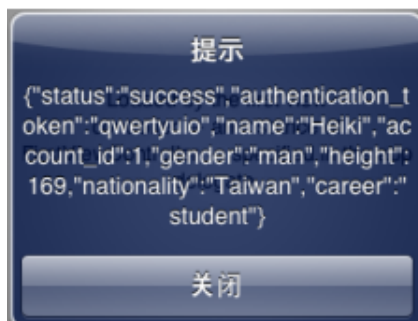 提示
{"status":"success","authentication_t
oken":"qwertyuio","name":"Heiki","ac
count_id":1,"gender":"man","height":
169,"nationality":"Taiwan","career":"
student"}
关闭